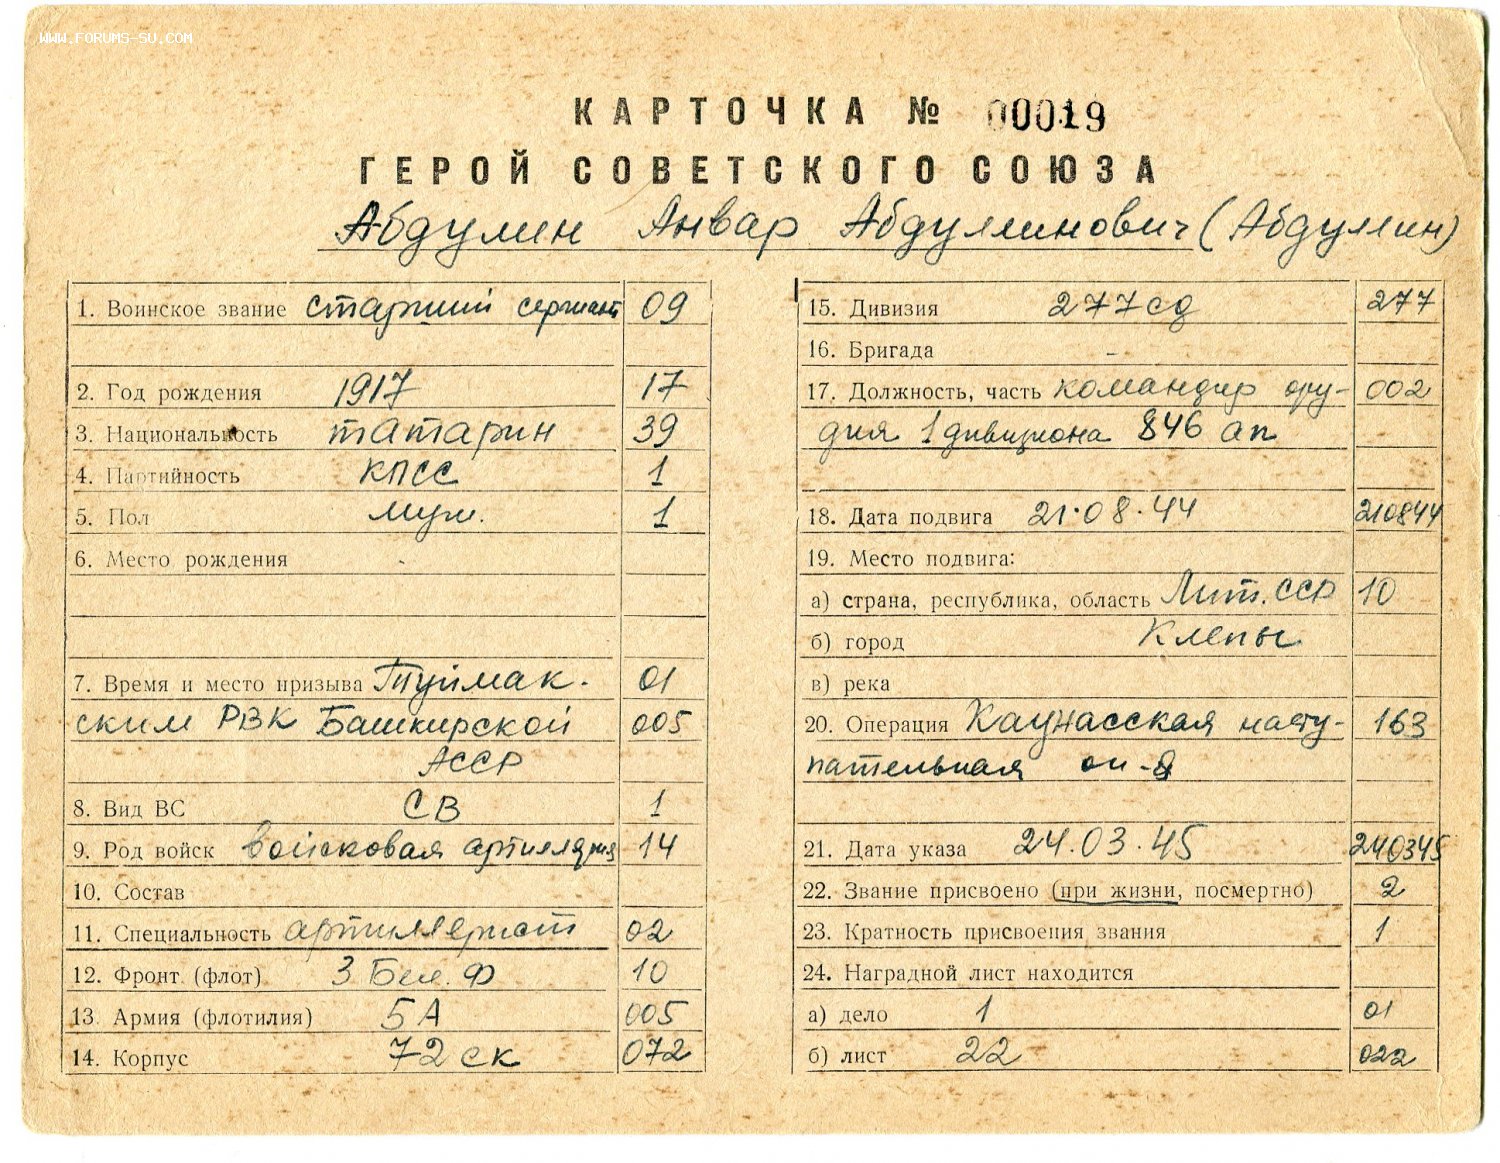 WWW.FORUMS-SU.COM
КАРТОЧКА № 00019
ГЕРОЙ СОВЕТСКОГО СОЮЗА
Абдулин Анвар Абдуллинович (Абдуллин)
1. Воинское звание старший сержант 09
2. Год рождения 1917 17
3. Национальность татарин 39
4. Партийность КПСС 1
5. Пол муж. 1
6. Место рождения
7. Время и место призыва Туймак-
ским РВК Башкирской
АССР
01
005
8. Вид ВС СВ 1
9. Род войск войсковая артиллерия 14
10. Состав
11. Специальность артиллерист 02
12. Фронт (флот) 3 Бел. Ф 10
13 Армия (флотилия) 5А 005
14. Корпус 72 ск 072
15. Дивизия 277 сд 277
16. Бригада –
17. Должность, часть командир ору- 002
дия 1 дивизиона 846 ап
18. Дата подвига 21.08.44 210844
19. Место подвига:
а) страна, республика, область Лит. ССР 10
б) город Клепы
в) река
20. Операция Каунасская насту- 163
пательная оп-я
21. Дата указа 24.03.45 240345
22. Звание присвоено (при жизни, посмертно) 2
23. Кратность присвоения звания 1
24. Наградной лист находится
а) дело 1 01
б) лист 22 022